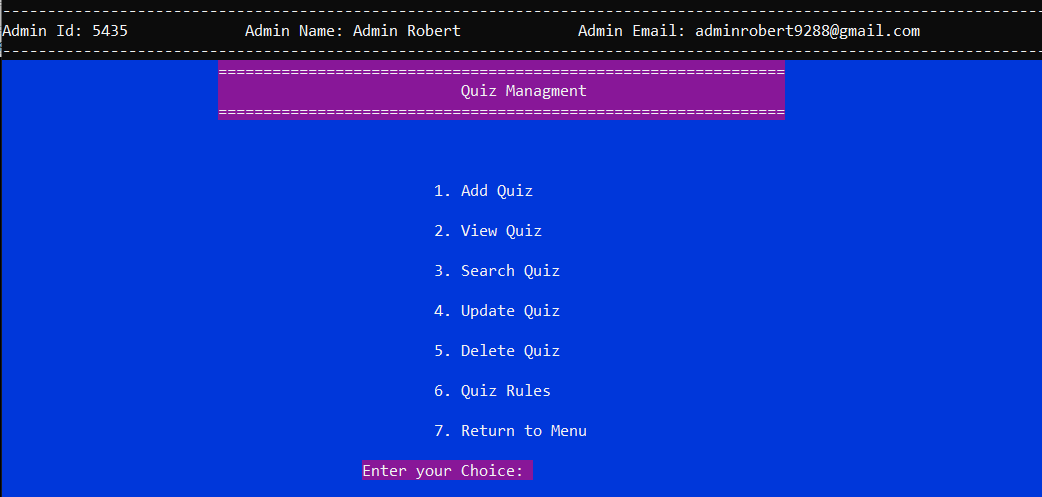 --------------------------------------------------------------------------------------------------------------------
Admin Id: 5435             Admin Name: Admin Robert             Admin Email: adminrobert9288@gmail.com
--------------------------------------------------------------------------------------------------------------------
===============================================================
Quiz Managment
===============================================================
1. Add Quiz
2. View Quiz
3. Search Quiz
4. Update Quiz
5. Delete Quiz
6. Quiz Rules
7. Return to Menu
Enter your Choice: